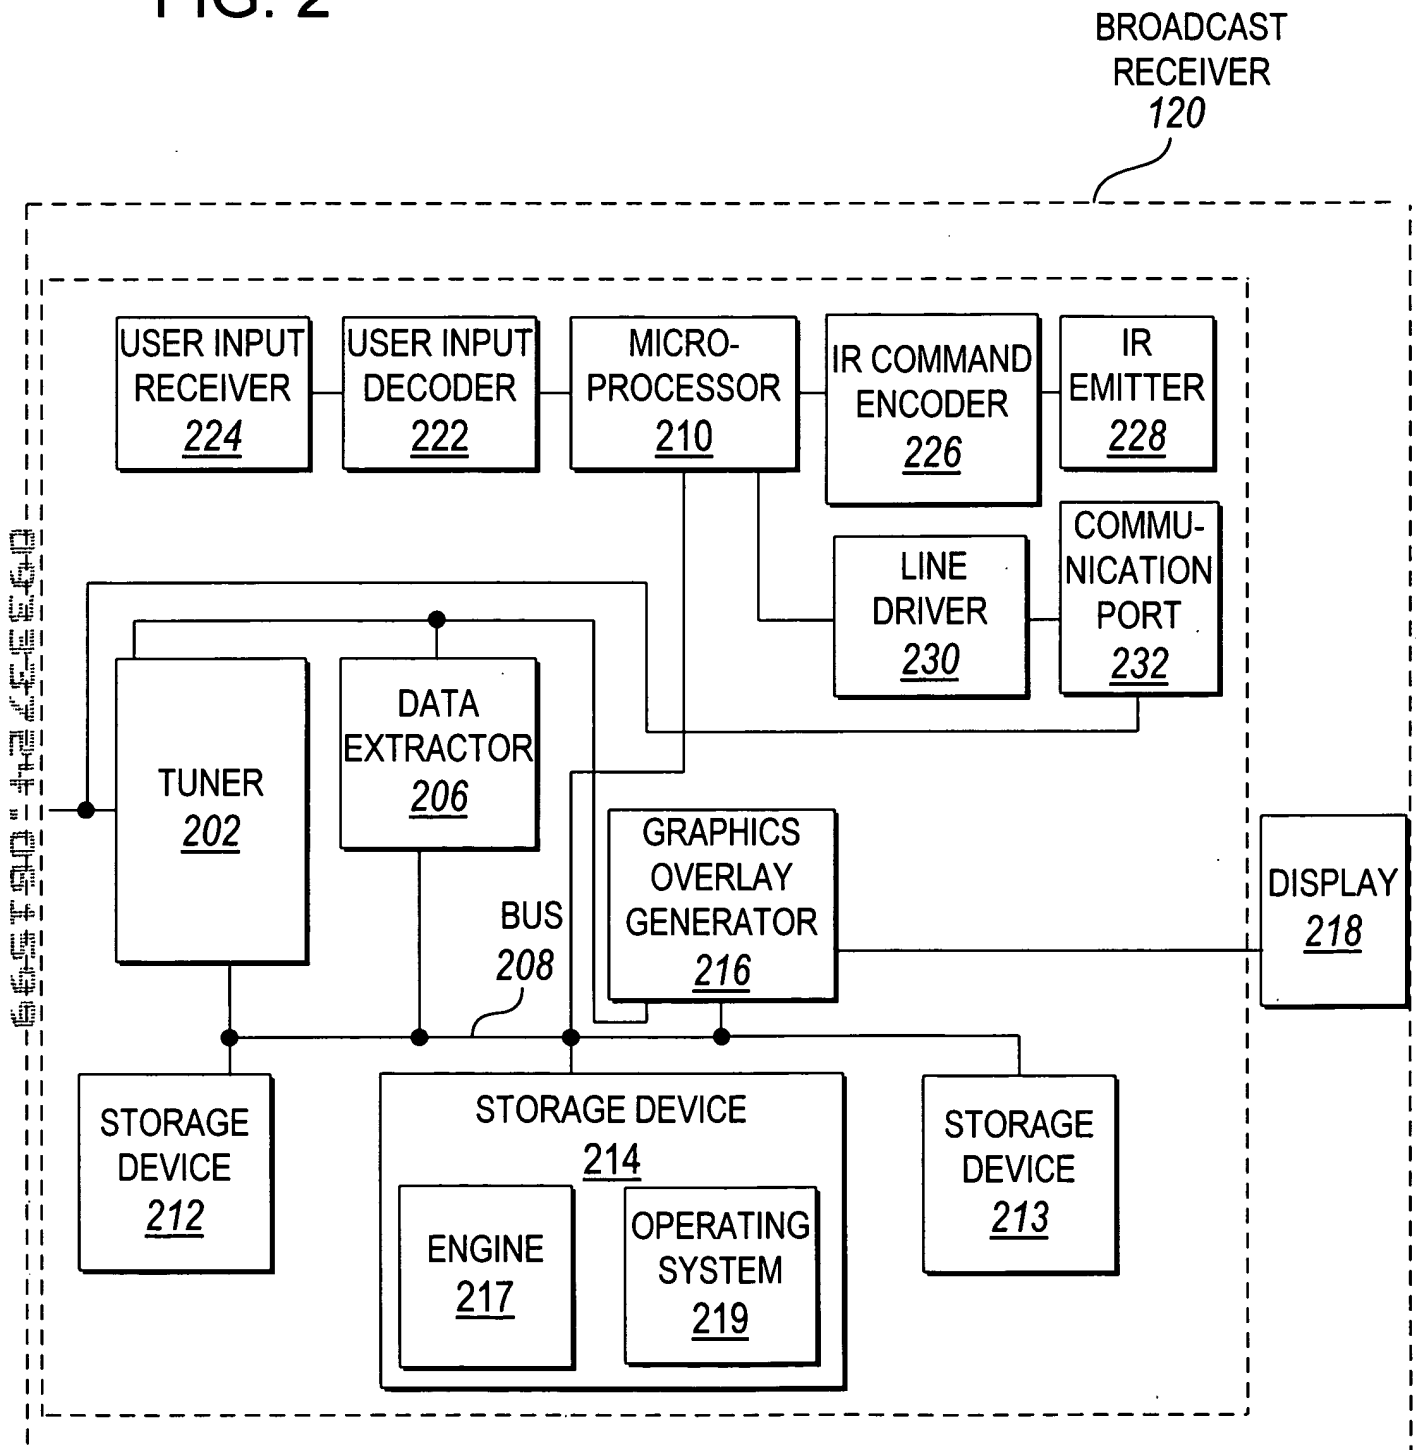 FIG. 2
BROADCAST
RECEIVER
120
USER INPUT
RECEIVER
224
USER INPUT
DECODER
222
MICRO-
PROCESSOR
210
IR COMMAND
ENCODER
226
IR
EMITTER
228
LINE
DRIVER
230
COMMU-
NICATION
PORT
232
TUNER
202
DATA
EXTRACTOR
206
GRAPHICS
OVERLAY
GENERATOR
216
DISPLAY
218
BUS
208
STORAGE
DEVICE
212
STORAGE DEVICE
214
ENGINE
217
OPERATING
SYSTEM
219
STORAGE
DEVICE
213